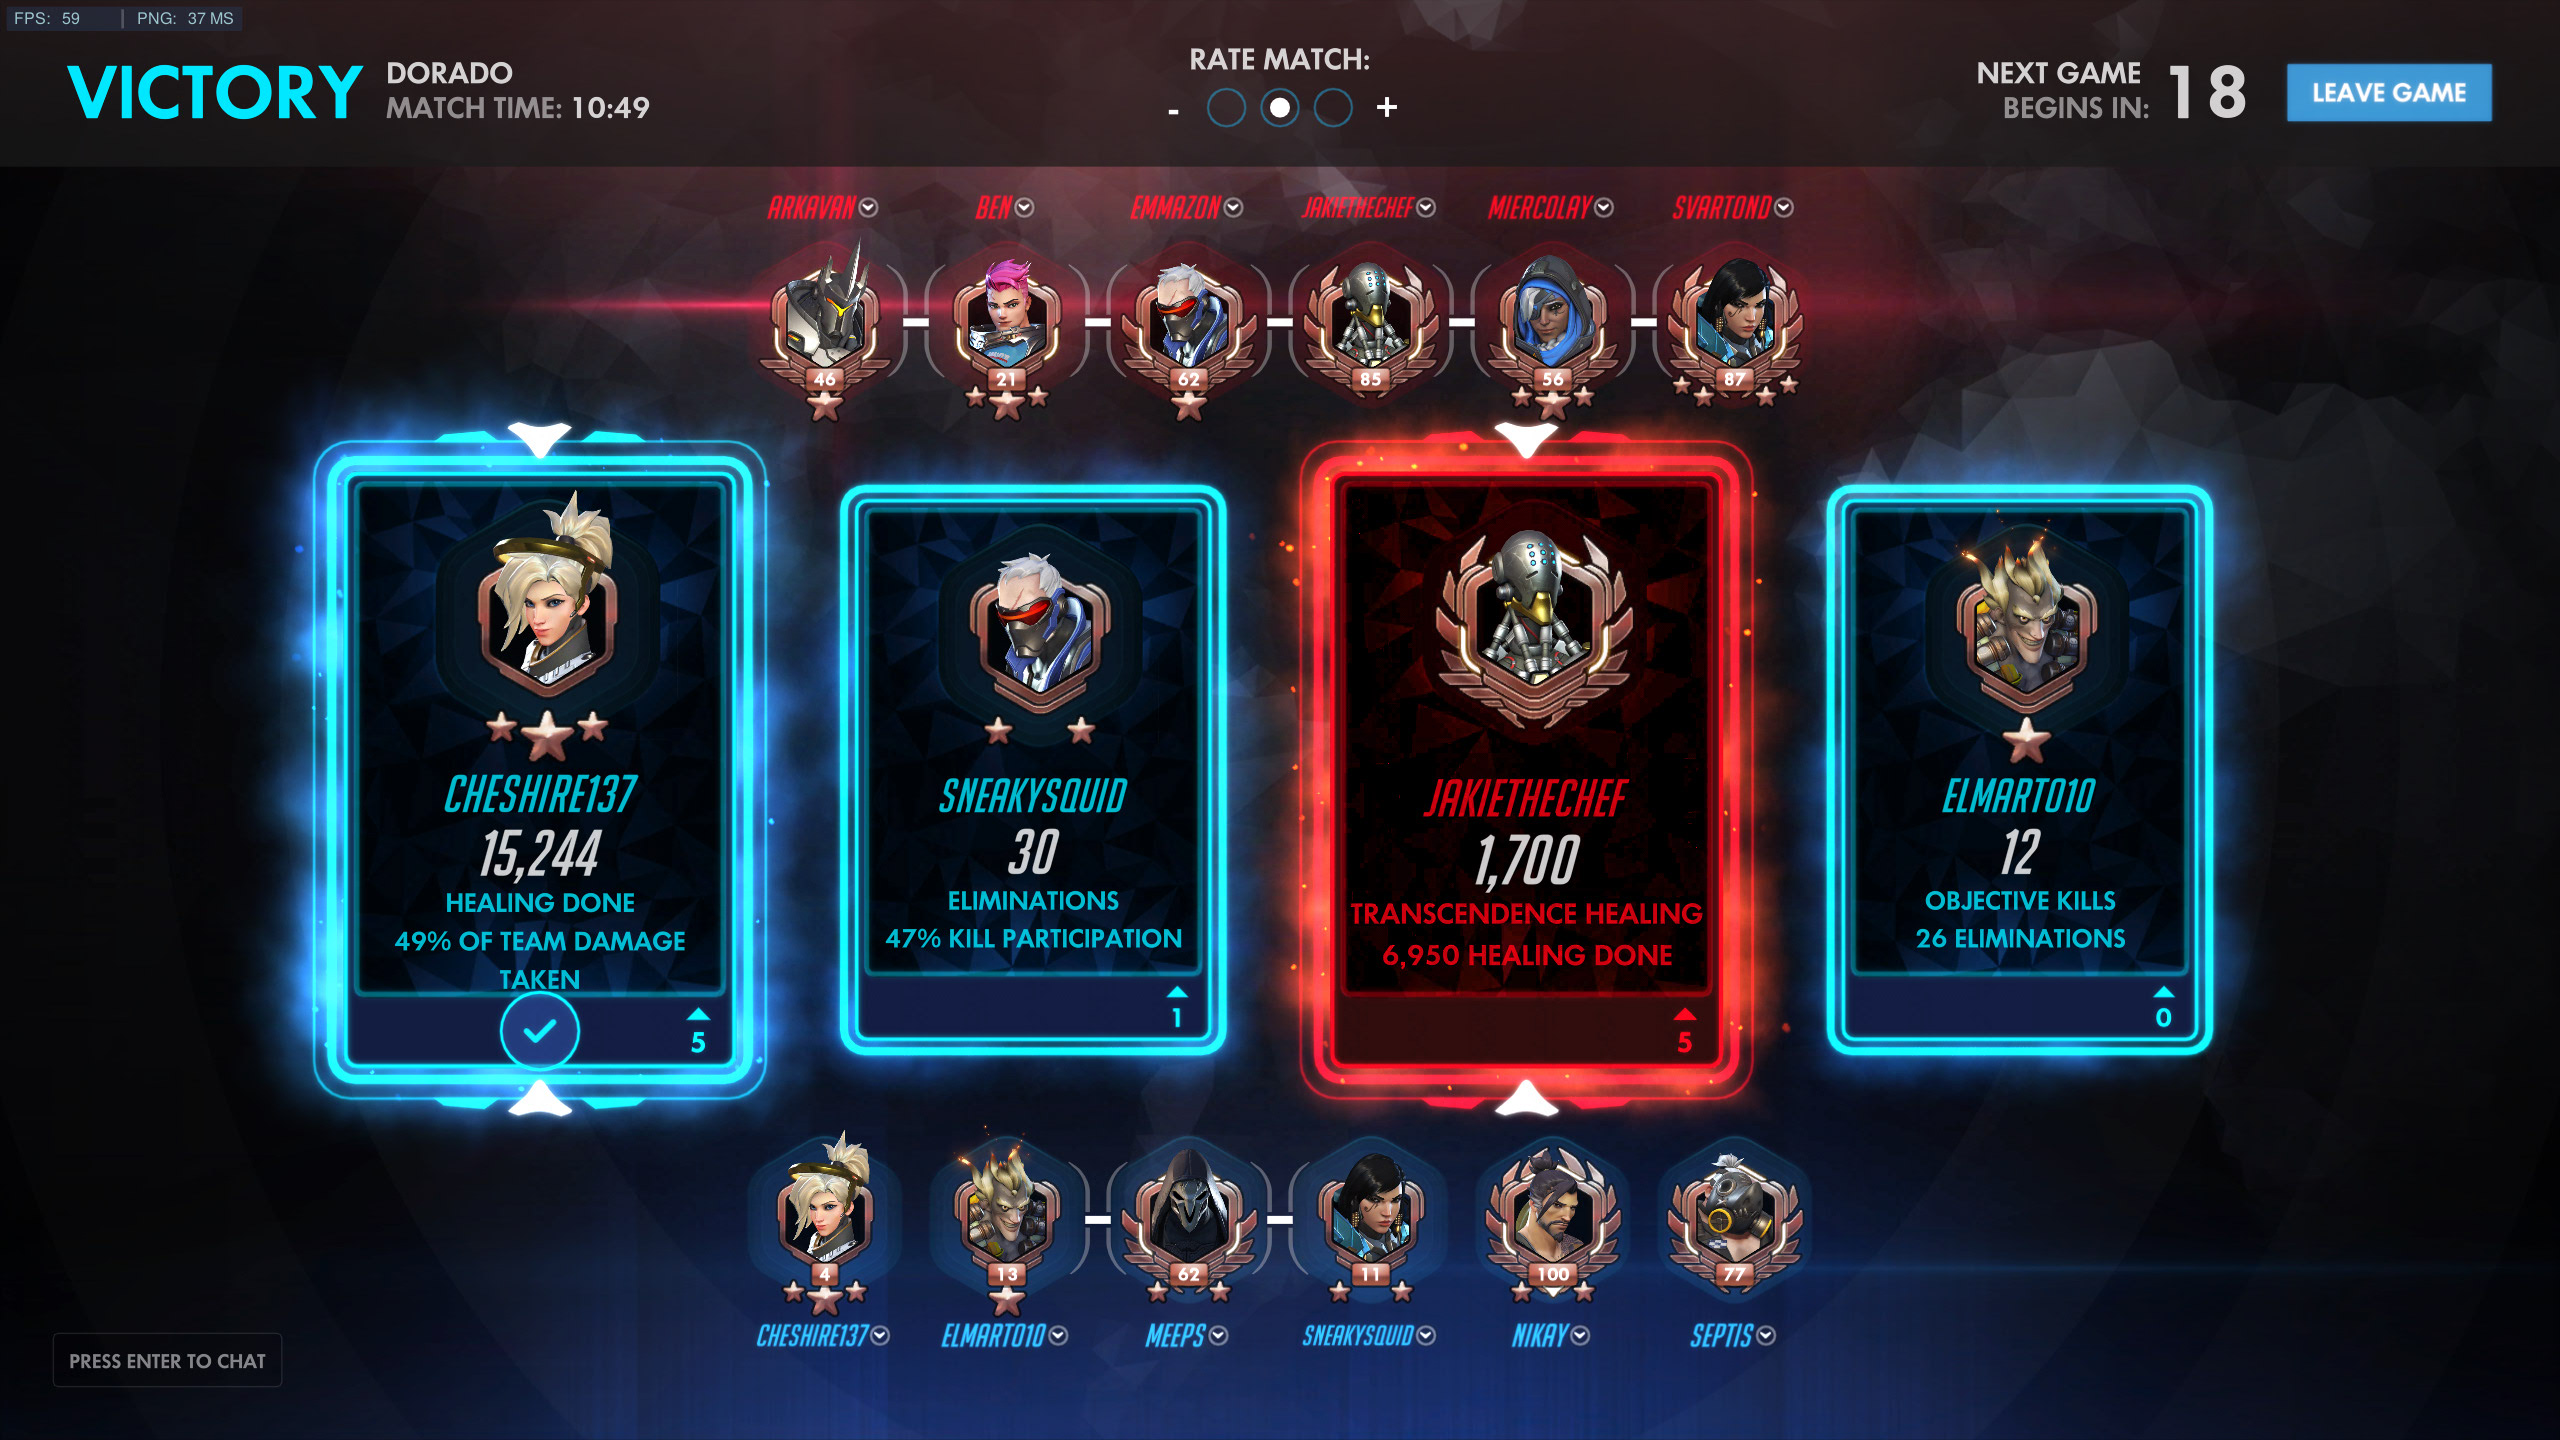 FPS: 59 | PNG: 37 MS
VICTORY
DORADO
MATCH TIME: 10:49
RATE MATCH:
- +
NEXT GAME
BEGINS IN: 18
LEAVE GAME
ARKAVAN
BEN
EMMAZON
JAKIETHECHEF
MIERCOLAY
SVARTOND
46
21
62
85
56
87
CHESHIRE137
15,244
HEALING DONE
49% OF TEAM DAMAGE
TAKEN
5
SNEAKYSQUID
30
ELIMINATIONS
47% KILL PARTICIPATION
1
JAKIETHECHEF
1,700
TRANSCENDENCE HEALING
6,950 HEALING DONE
5
ELMARTO10
12
OBJECTIVE KILLS
26 ELIMINATIONS
0
4
13
62
11
100
77
CHESHIRE137
ELMARTO10
MEEPS
SNEAKYSQUID
NIKAY
SEPTIS
PRESS ENTER TO CHAT